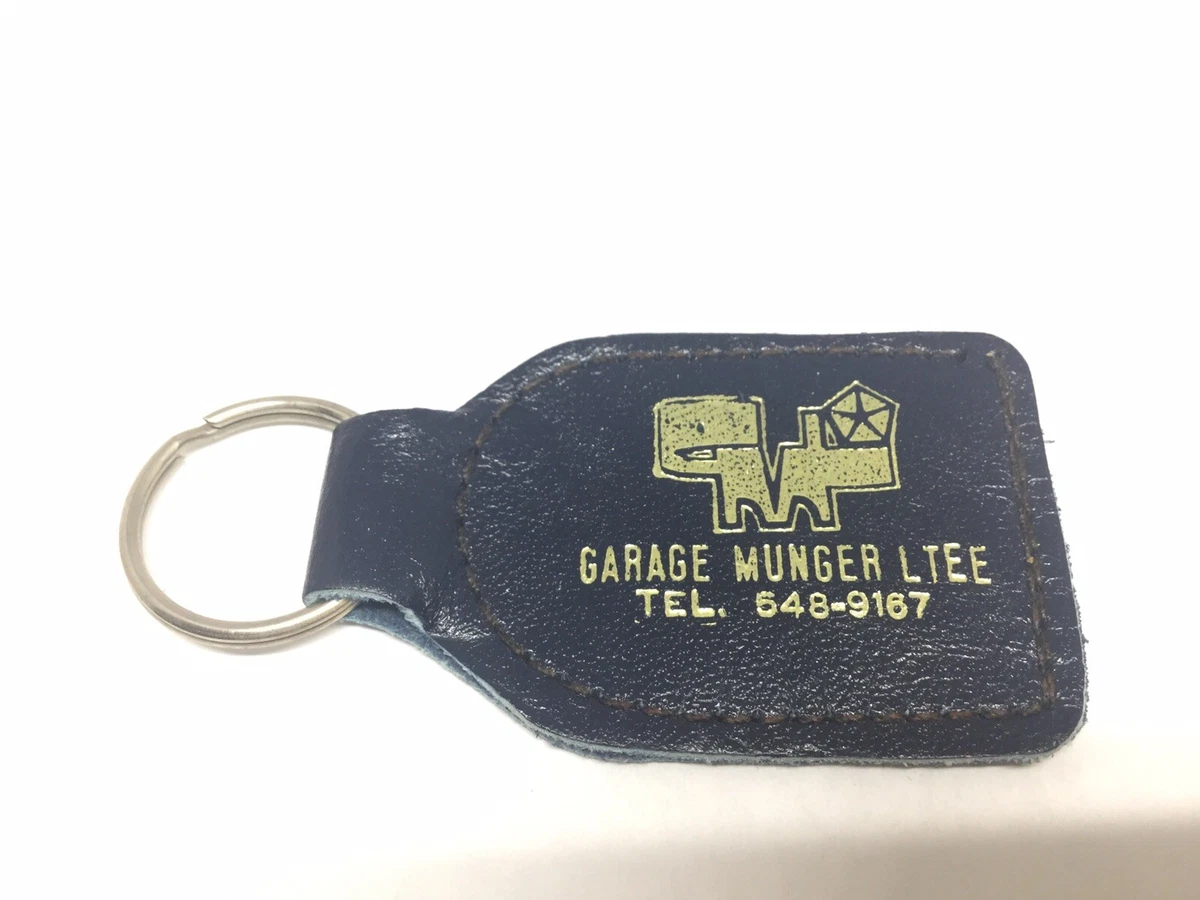 GARAGE MUNGER LTEE
TEL. 548-9167